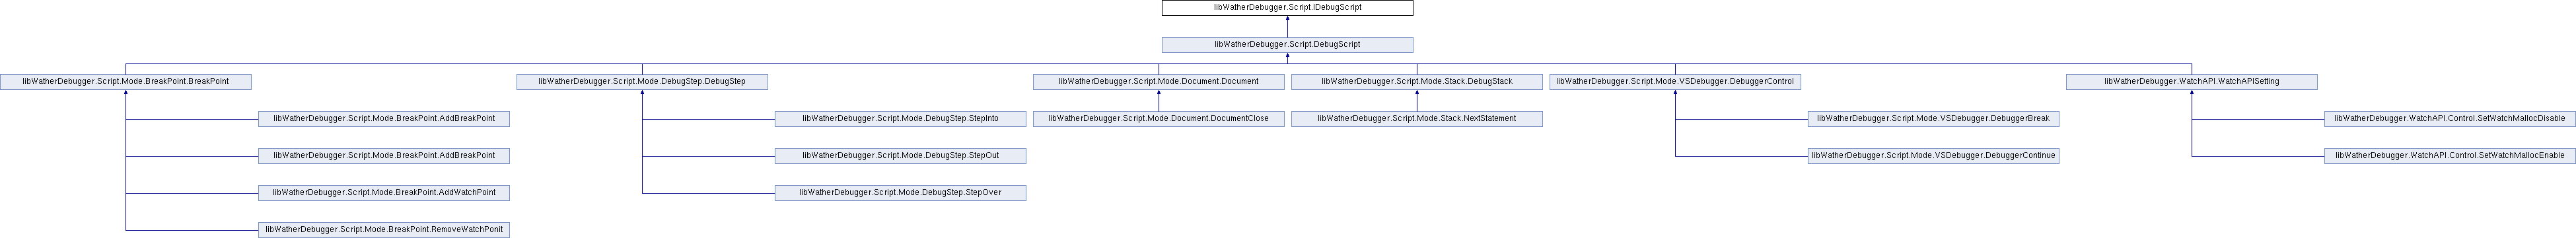 libWatherDebugger.Script.IDebugScript
libWatherDebugger.Script.DebugScript
libWatherDebugger.Script.Mode.BreakPoint.BreakPoint
libWatherDebugger.Script.Mode.DebugStep.DebugStep
libWatherDebugger.Script.Mode.Document.Document
libWatherDebugger.Script.Mode.Stack.DebugStack
libWatherDebugger.Script.Mode.VSDebugger.DebuggerControl
libWatherDebugger.WatchAPI.WatchAPISetting
libWatherDebugger.Script.Mode.BreakPoint.AddBreakPoint
libWatherDebugger.Script.Mode.DebugStep.StepInto
libWatherDebugger.Script.Mode.Document.DocumentClose
libWatherDebugger.Script.Mode.Stack.NextStatement
libWatherDebugger.Script.Mode.VSDebugger.DebuggerBreak
libWatherDebugger.WatchAPI.Control.SetWatchMallocDisable
libWatherDebugger.Script.Mode.BreakPoint.AddBreakPoint
libWatherDebugger.Script.Mode.DebugStep.StepOut
libWatherDebugger.Script.Mode.VSDebugger.DebuggerContinue
libWatherDebugger.WatchAPI.Control.SetWatchMallocEnable
libWatherDebugger.Script.Mode.BreakPoint.AddWatchPoint
libWatherDebugger.Script.Mode.DebugStep.StepOver
libWatherDebugger.Script.Mode.BreakPoint.RemoveWatchPonit